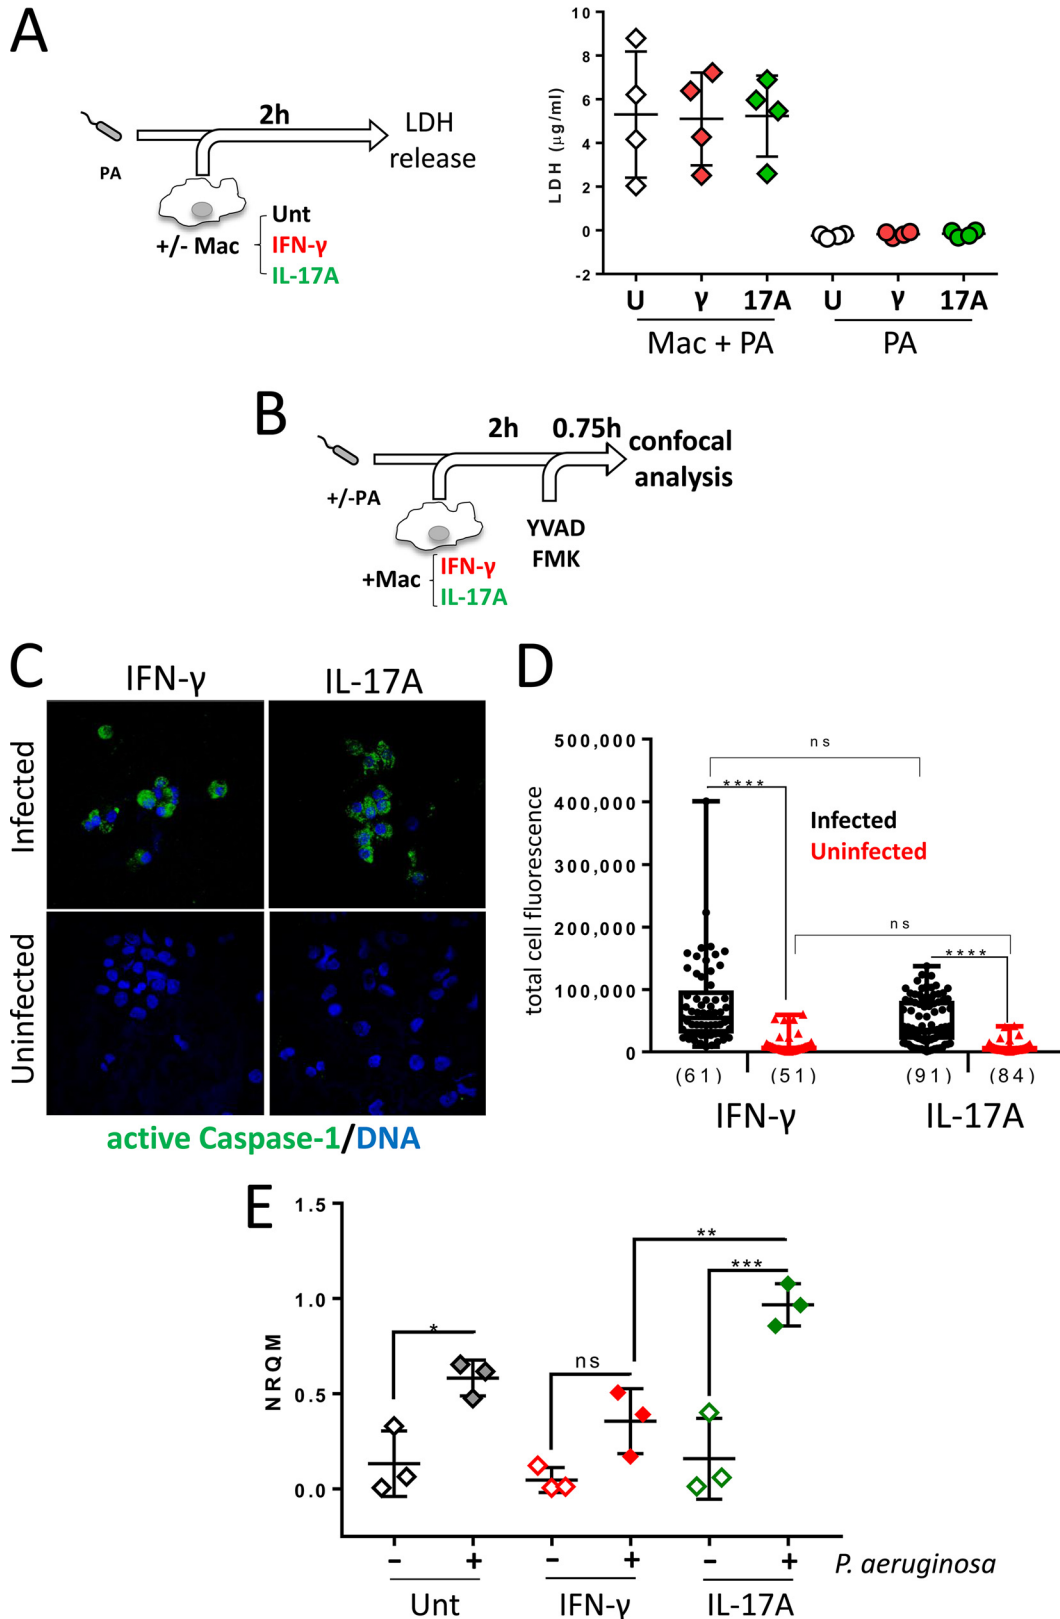 A
PA
2h
LDH
release
+/- Mac
Unt
IFN-γ
IL-17A
LDH (μg/ml)
10
8
6
4
2
0
-2
U γ 17A U γ 17A
Mac + PA PA
B
2h 0.75h
confocal
analysis
+/-PA
YVAD
FMK
+Mac
IFN-γ
IL-17A
C
IFN-γ IL-17A
Infected
Uninfected
active Caspase-1/DNA
D
total cell fluorescence
500,000
400,000
300,000
200,000
100,000
0
ns
****
Infected
Uninfected
ns
****
(61) (51) (91) (84)
IFN-γ IL-17A
E
NRQM
1.5
1.0
0.5
0.0
*
ns
**
***
- + - + - + P. aeruginosa
Unt IFN-γ IL-17A